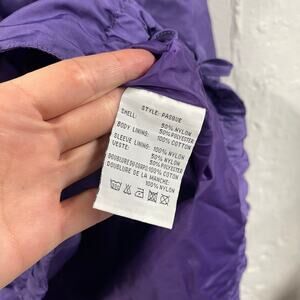 STYLE: PASQUE
SHELL:
50% NYLON
50% POLYESTER
BODY LINING: 100% COTTON
SLEEVE LINING: 100% NYLON
VESTE: 50% NYLON
50% POLYESTER
DOUBLURE DU CORPS: 100% COTTON
DOUBLURE DE LA MANCHE:
100% NYLON